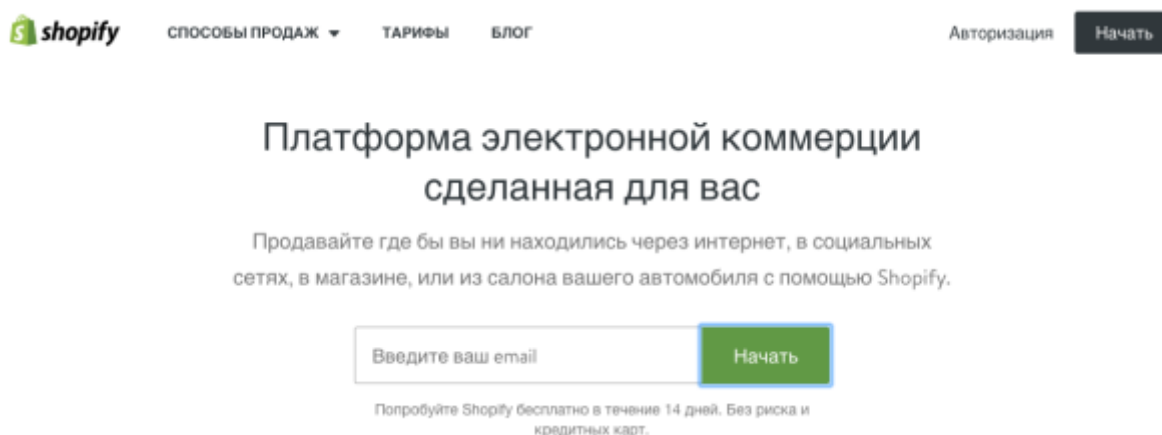 shopify СПОСОБЫ ПРОДАЖ ТАРИФЫ БЛОГ Авторизация Начать
Платформа электронной коммерции
сделанная для вас
Продавайте где бы вы ни находились через интернет, в социальных
сетях, в магазине, или из салона вашего автомобиля с помощью Shopify.
Введите ваш email Начать
Попробуйте Shopify бесплатно в течение 14 дней. Без риска и
кредитных карт.